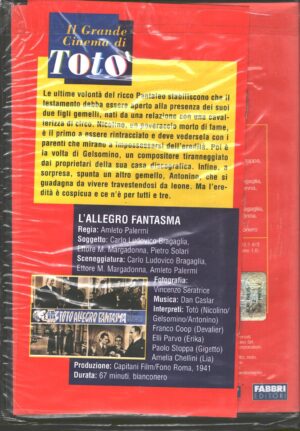 Il Grande
Cinema di
Totò
Le ultime volontà del ricco Pantaleo stabiliscono che il
testamento debba essere aperto alla presenza dei suoi
due figli gemelli, nati da una relazione con una caval-
lerizza di circo. Nicolino, un poveraccio morto di fame,
è il primo a essere rintracciato e deve vedersela con i
parenti che mirano a impossessarsi dell'eredità. Poi è
la volta di Gelsomino, un compositore tiranneggiato
dai proprietari della sua casa discografica. Infine, a
sorpresa, spunta un altro gemello, Antonino, che si
guadagna da vivere travestendosi da leone. Ma l'ere-
dità è cospicua e ce n'è per tutti e tre.
L'ALLEGRO FANTASMA
Regia: Amleto Palermi
Soggetto: Carlo Ludovico Bragaglia,
Ettore M. Margadonna, Pietro Solari
Sceneggiatura: Carlo Ludovico Bragaglia,
Ettore M. Margadonna, Amleto Palermi
Fotografia:
Vincenzo Seratrice
Musica: Dan Caslar
Interpreti: Totò (Nicolino/
Gelsomino/Antonino)
Franco Coop (Devalier)
Elli Parvo (Erika)
Paolo Stoppa (Gigetto)
Amelia Chellini (Lia)
TOTÒ ALLEGRO FANTASMA
Produzione: Capitani Film/Fono Roma, 1941
Durata: 67 minuti, bianconero
FABBRI
EDITORI